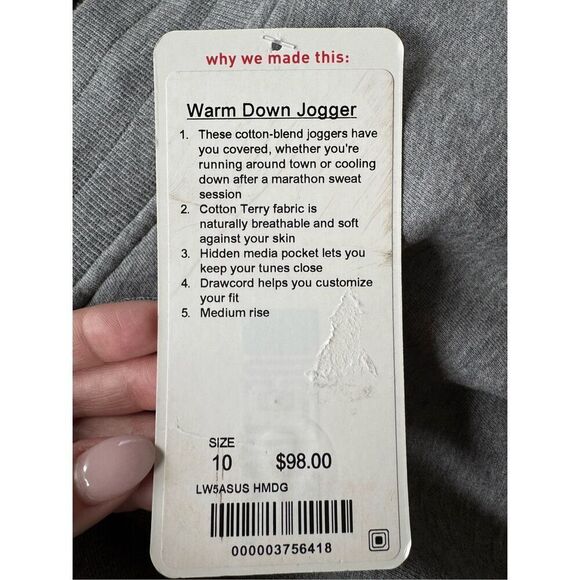 why we made this:
Warm Down Jogger
1. These cotton-blend joggers have
you covered, whether you're
running around town or cooling
down after a marathon sweat
session
2. Cotton Terry fabric is
naturally breathable and soft
against your skin
3. Hidden media pocket lets you
keep your tunes close
4. Drawcord helps you customize
your fit
5. Medium rise
SIZE
10 $98.00
LW5ASUS HMDG
000003756418